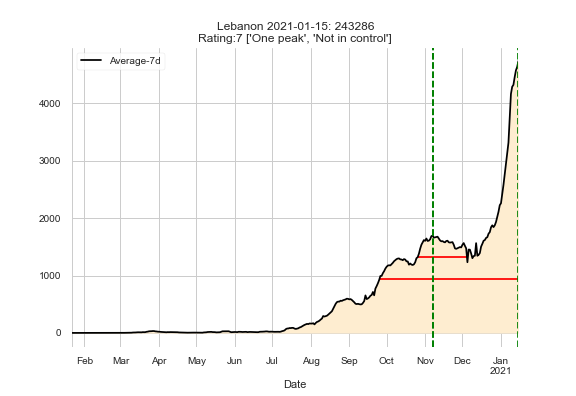 Lebanon 2021-01-15: 243286
Rating:7 ['One peak', 'Not in control']
Average-7d
4000
3000
2000
1000
0
Feb Mar Apr May Jun Jul Aug Sep Oct Nov Dec Jan
2021
Date